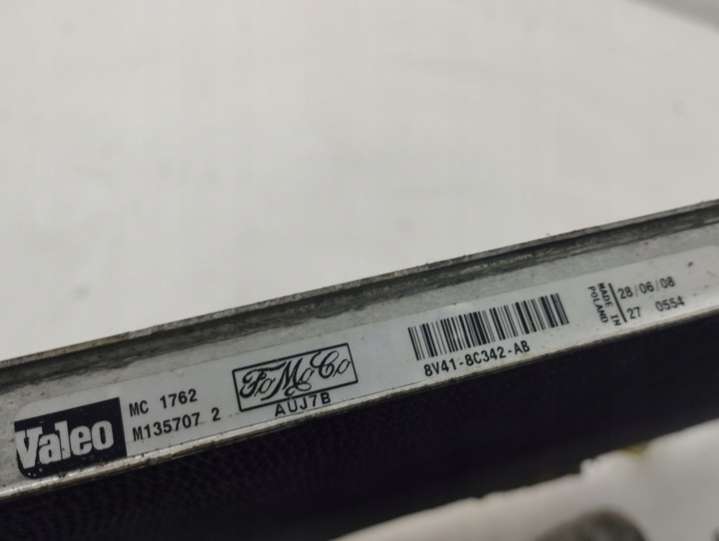 Valeo
MC 1762
M135707 2
FoMoCo
AUJ7B
8V41-8C342-AB
MADE IN
POLAND
28/06/08
27 0554